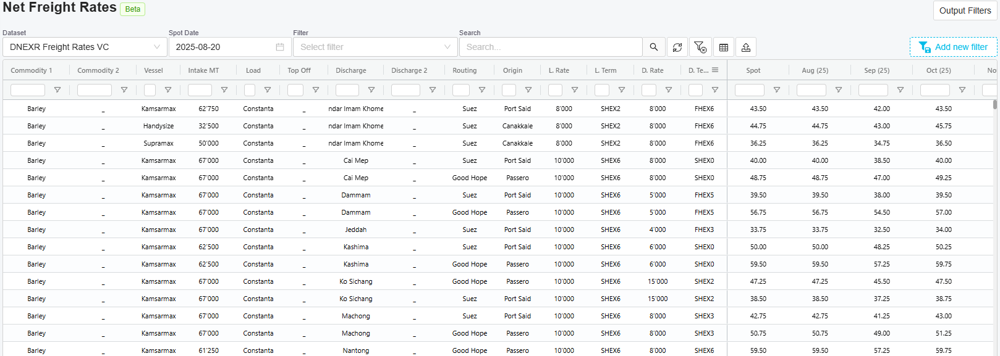 Net Freight Rates Beta
Output Filters
Dataset Spot Date Filter Search
DNEXR Freight Rates VC 2025-08-20 Select filter Search... Add new filter
Commodity 1 Commodity 2 Vessel Intake MT Load Top Off Discharge Discharge 2 Routing Origin L. Rate L. Term D. Rate D. Te... Spot Aug (25) Sep (25) Oct (25) No
Barley _ Kamsarmax 62'750 Constanta _ ndar Imam Khome _ Suez Port Said 8'000 SHEX2 8'000 FHEX6 43.50 43.50 42.00 43.50
Barley _ Handysize 32'500 Constanta _ ndar Imam Khome _ Suez Canakkale 8'000 SHEX2 8'000 FHEX6 44.75 44.75 43.00 45.75
Barley _ Supramax 50'000 Constanta _ ndar Imam Khome _ Suez Canakkale 8'000 SHEX2 8'000 FHEX6 36.25 36.25 34.75 36.50
Barley _ Kamsarmax 67'000 Constanta _ Cai Mep _ Suez Port Said 10'000 SHEX6 8'000 SHEX0 40.00 40.00 38.50 40.00
Barley _ Kamsarmax 67'000 Constanta _ Cai Mep _ Good Hope Passero 10'000 SHEX6 8'000 SHEX0 48.75 48.75 47.00 49.25
Barley _ Kamsarmax 67'000 Constanta _ Dammam _ Suez Port Said 10'000 SHEX6 5'000 FHEX5 39.50 39.50 38.00 39.50
Barley _ Kamsarmax 67'000 Constanta _ Dammam _ Good Hope Passero 10'000 SHEX6 5'000 FHEX5 56.75 56.75 54.50 57.00
Barley _ Kamsarmax 67'000 Constanta _ Jeddah _ Suez Port Said 10'000 SHEX6 4'000 FHEX3 33.75 33.75 32.50 34.00
Barley _ Kamsarmax 62'500 Constanta _ Kashima _ Suez Port Said 10'000 SHEX6 6'000 SHEX0 50.00 50.00 48.25 50.25
Barley _ Kamsarmax 62'500 Constanta _ Kashima _ Good Hope Passero 10'000 SHEX6 6'000 SHEX0 59.50 59.50 57.25 59.75
Barley _ Kamsarmax 67'000 Constanta _ Ko Sichang _ Good Hope Passero 10'000 SHEX6 15'000 SHEX2 47.25 47.25 45.50 47.50
Barley _ Kamsarmax 67'000 Constanta _ Ko Sichang _ Suez Port Said 10'000 SHEX6 15'000 SHEX2 38.50 38.50 37.25 38.75
Barley _ Kamsarmax 67'000 Constanta _ Machong _ Suez Port Said 10'000 SHEX6 8'000 SHEX3 42.75 42.75 41.25 43.00
Barley _ Kamsarmax 67'000 Constanta _ Machong _ Good Hope Passero 10'000 SHEX6 8'000 SHEX3 50.75 50.75 49.00 51.25
Barley _ Kamsarmax 61'250 Constanta _ Nantong _ Good Hope Passero 10'000 SHEX6 8'000 SHEX6 59.50 59.50 57.25 59.75